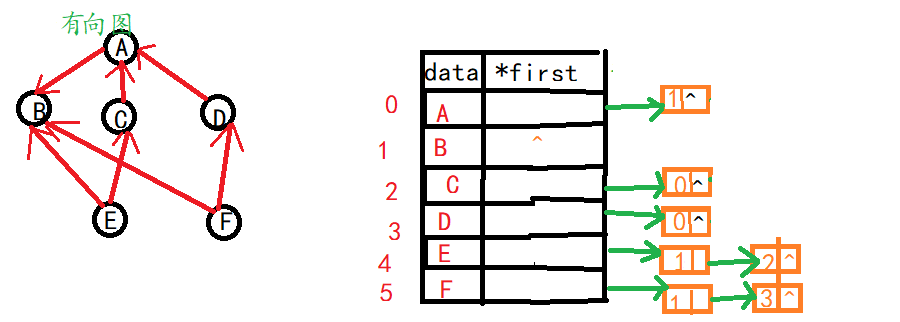 有向图
A
B
C
D
E
F
data *first
0 A 1 ^
1 B ^
2 C 0 ^
3 D 0 ^
4 E 1 2 ^
5 F 1 3 ^